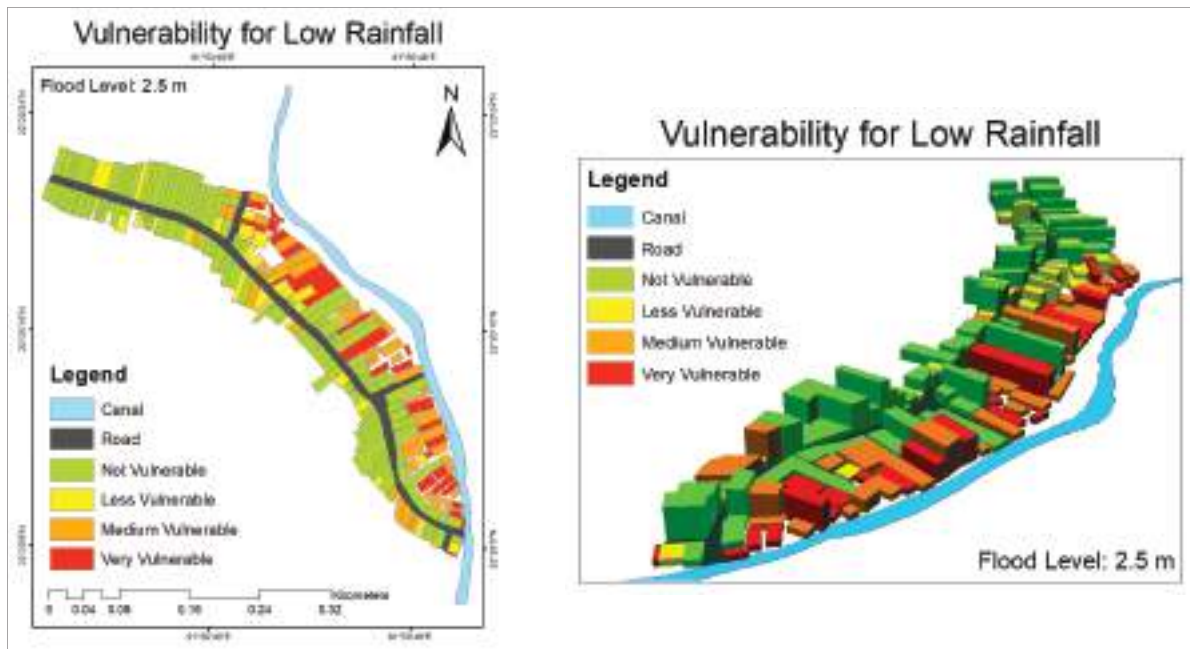 Vulnerability for Low Rainfall
Flood Level: 2.5 m
N
Legend
Canal
Road
Not Vulnerable
Less Vulnerable
Medium Vulnerable
Very Vulnerable
Kilometers
0 0.04 0.08 0.16 0.24 0.32
Vulnerability for Low Rainfall
Legend
Canal
Road
Not Vulnerable
Less Vulnerable
Medium Vulnerable
Very Vulnerable
Flood Level: 2.5 m